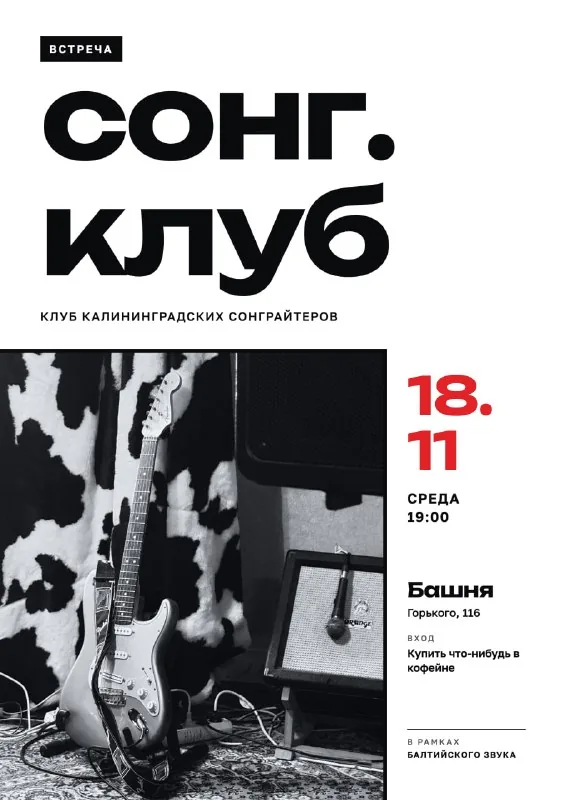 ВСТРЕЧА
сонг.
клуб
КЛУБ КАЛИНИНГРАДСКИХ СОНГРАЙТЕРОВ
18.
11
СРЕДА
19:00
Башня
Горького, 116
ВХОД
Купить что-нибудь в
кофейне
ORANGE
В РАМКАХ
БАЛТИЙСКОГО ЗВУКА